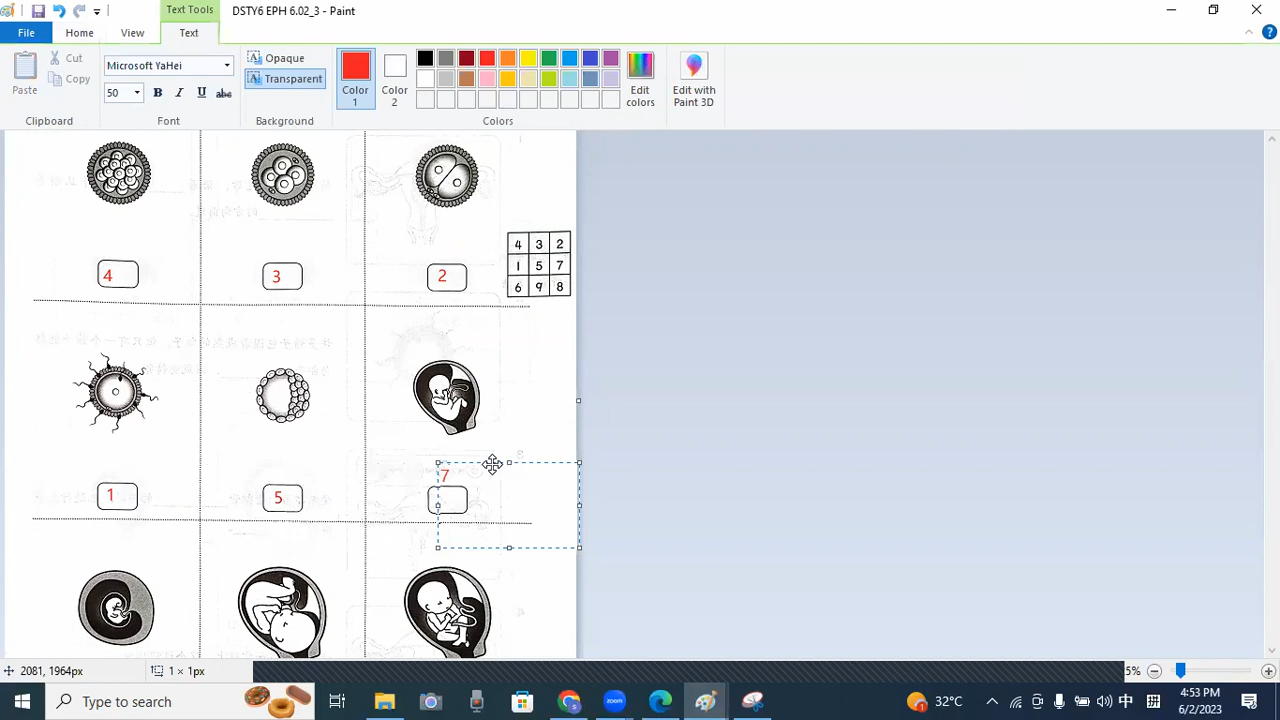 DSTY6 EPH 6.02_3 - Paint
Text Tools
File
Home
View
Text
Paste
Cut
Copy
Clipboard
Microsoft YaHei
50
B
I
U
abc
Font
Opaque
Transparent
Background
Color
1
Color
2
Edit
colors
Colors
Edit with
Paint 3D
4
3
2
4 3 2
1 5 7
6 9 8
1
5
7
2081, 1964px
1 × 1px
5%
Type to search
zoom
32°C
中
拼
4:53 PM
6/2/2023